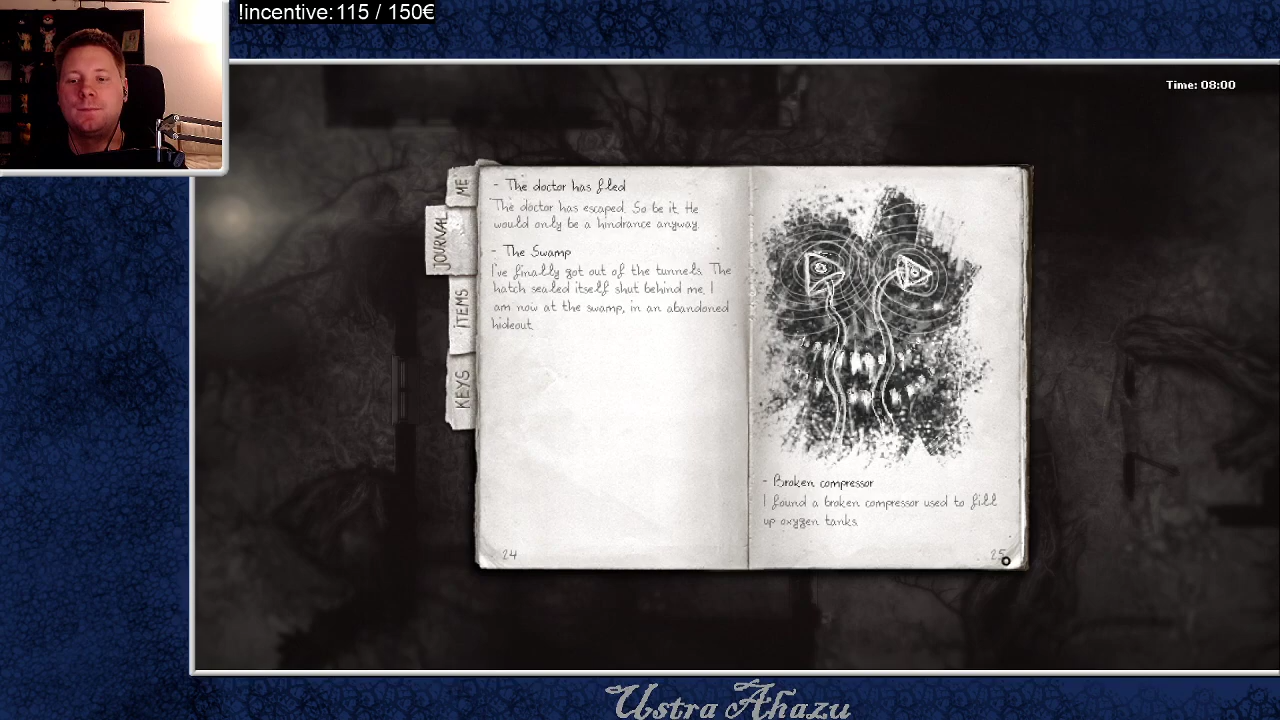 !incentive: 115 / 150€
Time: 08:00
ME
JOURNAL
ITEMS
KEYS
- The doctor has fled
The doctor has escaped. So be it. He
would only be a hindrance anyway.
- The Swamp
I've finally got out of the tunnels. The
hatch sealed itself shut behind me. I
am now at the swamp, in an abandoned
hideout.
24
- Broken compressor
I found a broken compressor used to fill
up oxygen tanks.
25
Ustra Ahazu